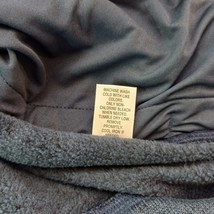 MACHINE WASH
COLD WITH LIKE
COLORS.
ONLY NON
CHLORINE BLEACH
WHEN NEEDED.
TUMBLE DRY LOW.
REMOVE
PROMPTLY.
COOL IRON IF